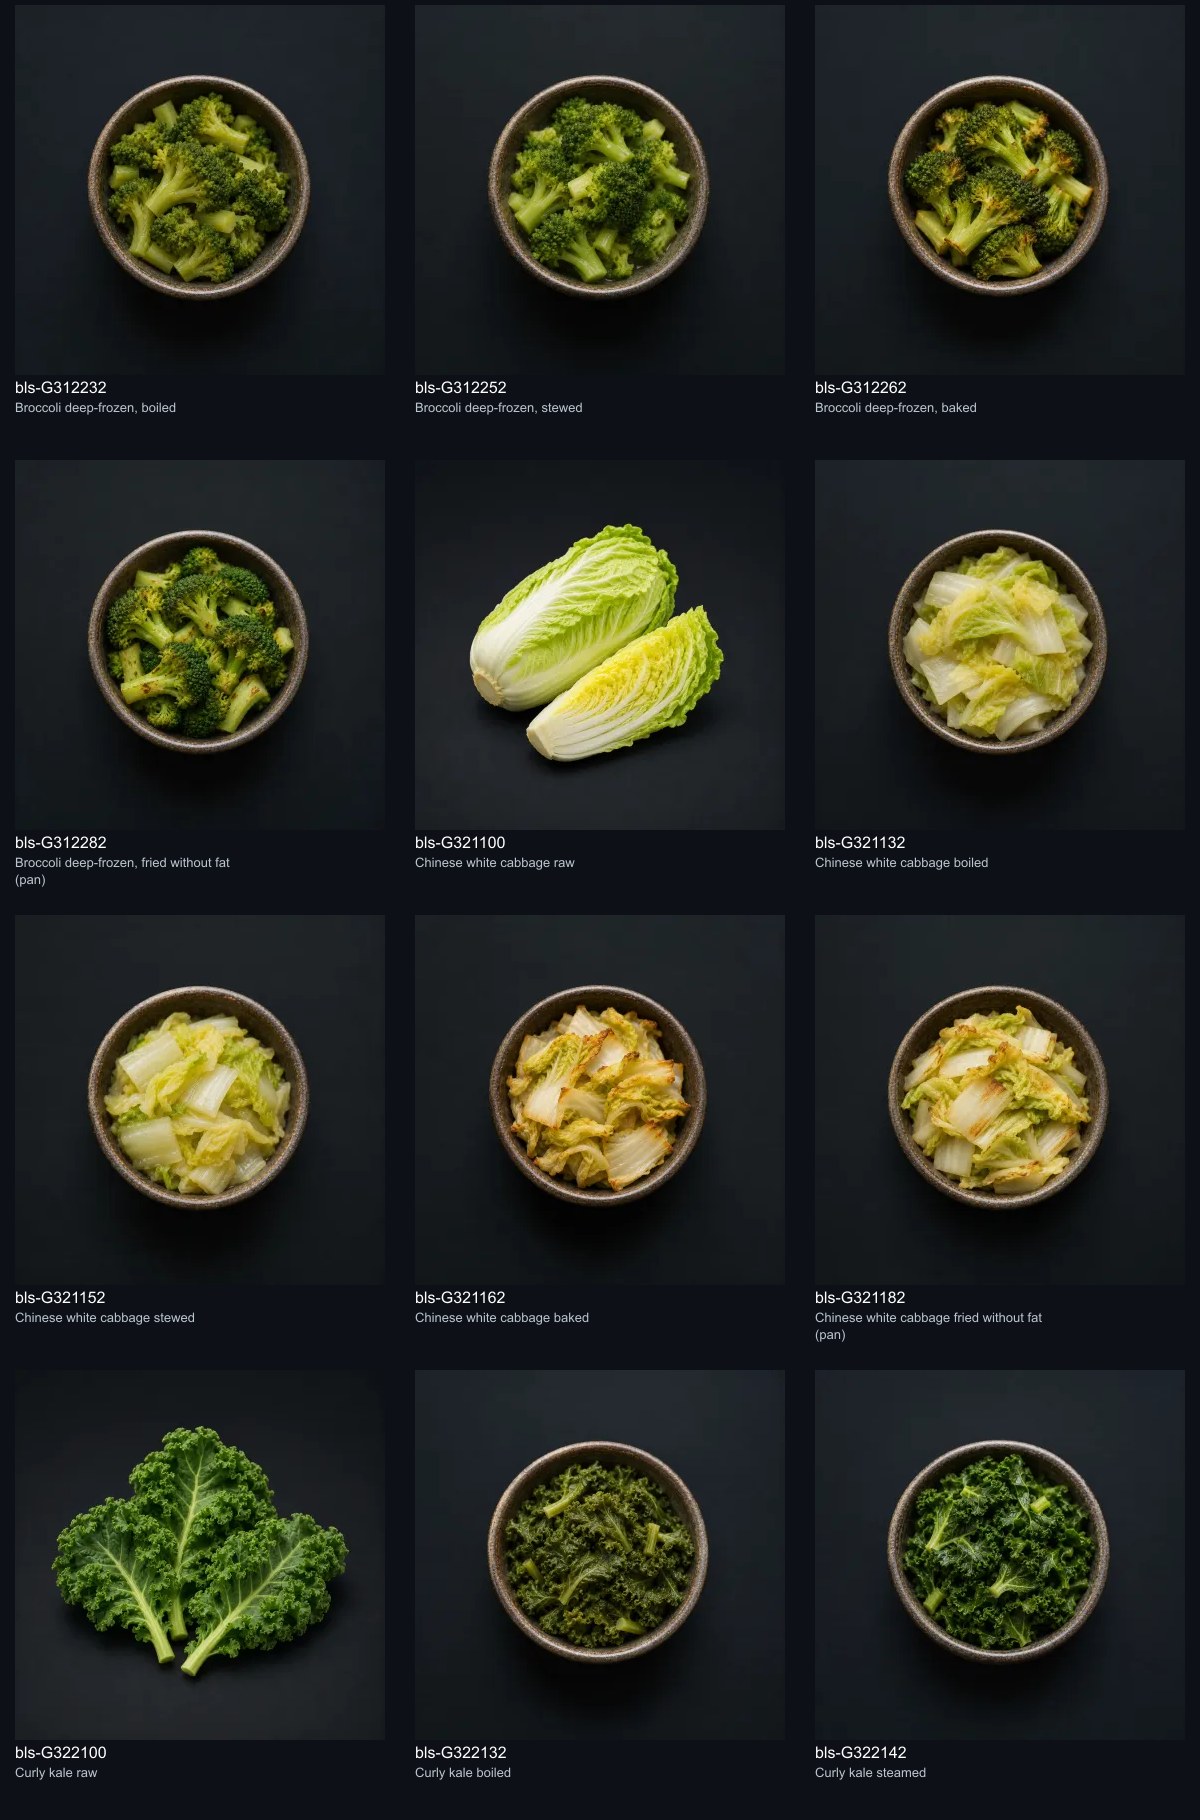 bls-G312232
Broccoli deep-frozen, boiled
bls-G312252
Broccoli deep-frozen, stewed
bls-G312262
Broccoli deep-frozen, baked
bls-G312282
Broccoli deep-frozen, fried without fat
(pan)
bls-G321100
Chinese white cabbage raw
bls-G321132
Chinese white cabbage boiled
bls-G321152
Chinese white cabbage stewed
bls-G321162
Chinese white cabbage baked
bls-G321182
Chinese white cabbage fried without fat
(pan)
bls-G322100
Curly kale raw
bls-G322132
Curly kale boiled
bls-G322142
Curly kale steamed